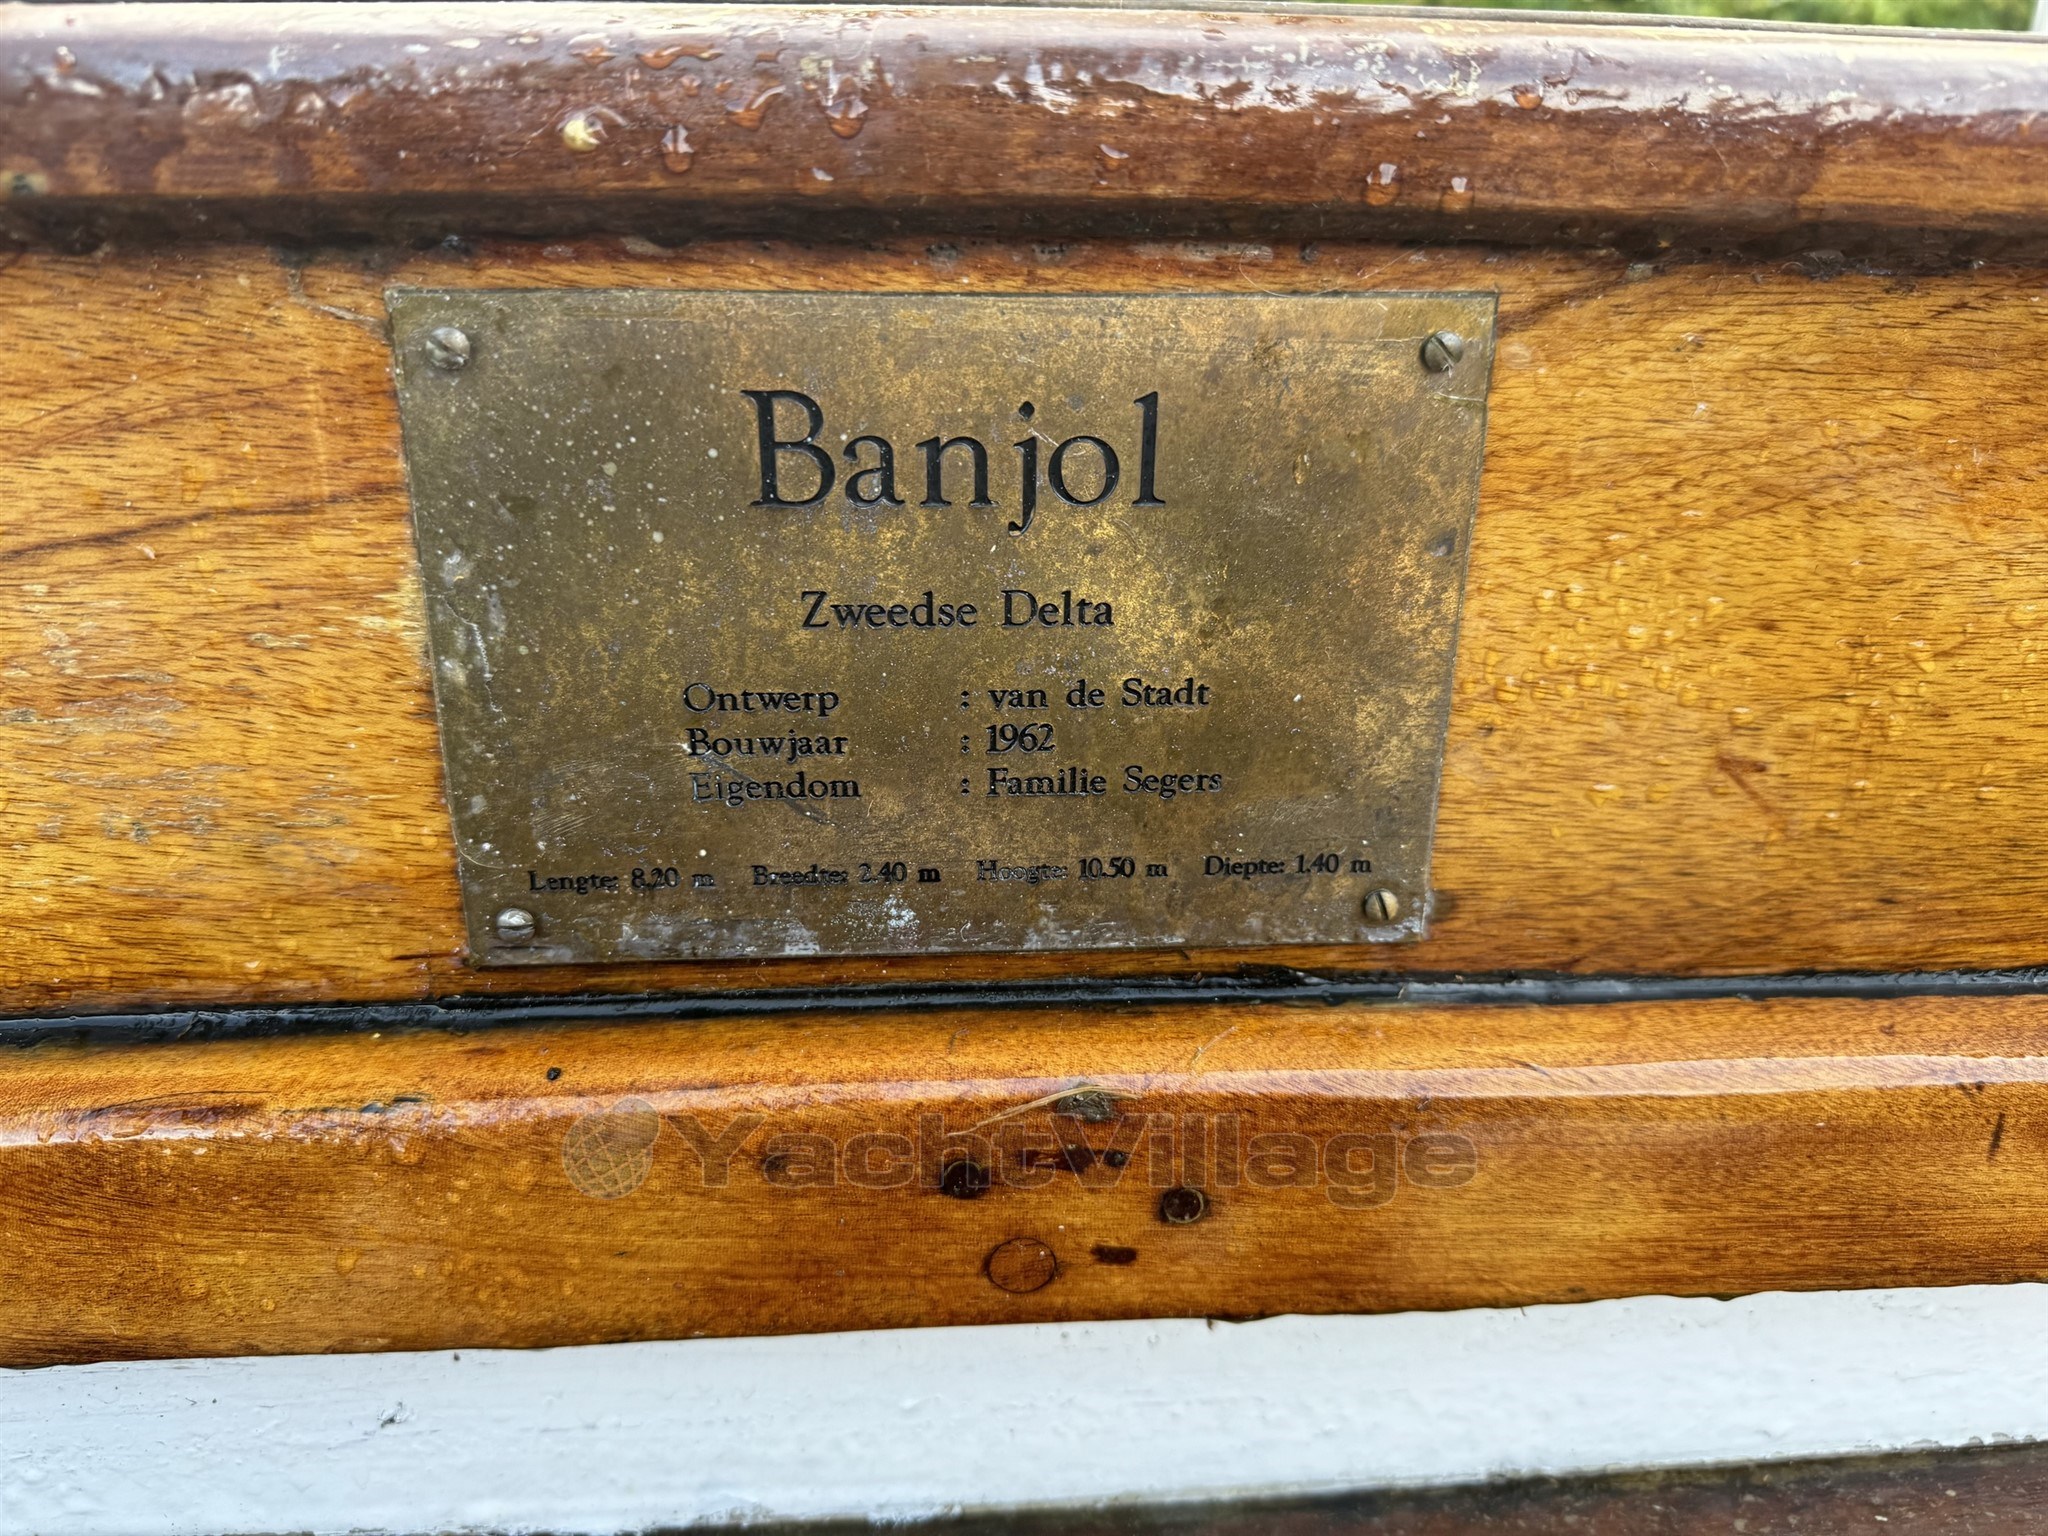 Banjol
Zweedse Delta
Ontwerp : van de Stadt
Bouwjaar : 1962
Eigendom : Familie Segers
Lengte: 8.20 m Breedte: 2.40 m Hoogte: 10.50 m Diepte: 1.40 m
YachtVillage